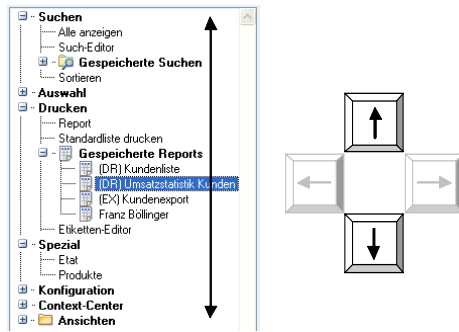 Suchen
Alle anzeigen
Such-Editor
Gespeicherte Suchen
Sortieren
Auswahl
Drucken
Report
Standardliste drucken
Gespeicherte Reports
(DR) Kundenliste
(DR) Umsatzstatistik Kunden
(EX) Kundenexport
Franz Böllinger
Etiketten-Editor
Spezial
Etat
Produkte
Konfiguration
Context-Center
Ansichten